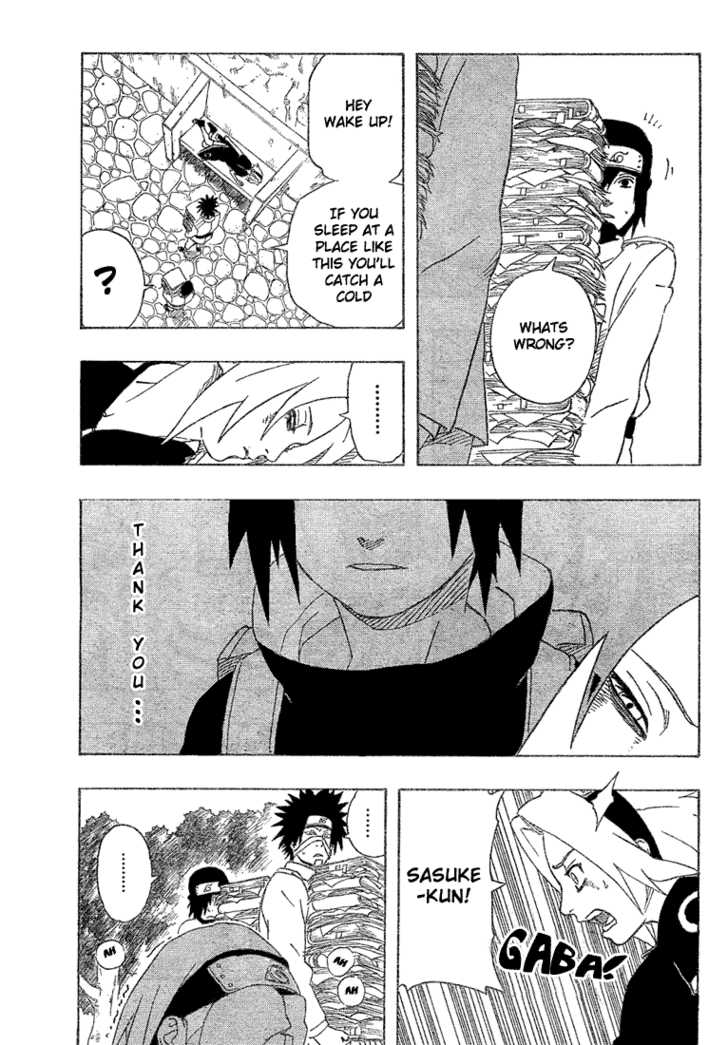 WHATS
WRONG?
HEY
WAKE UP!
IF YOU
SLEEP AT A
PLACE LIKE
THIS YOU'LL
CATCH A
COLD
?
........
THANK YOU...
SASUKE
-KUN!
GABA!
......
.......
AH
AH
AH